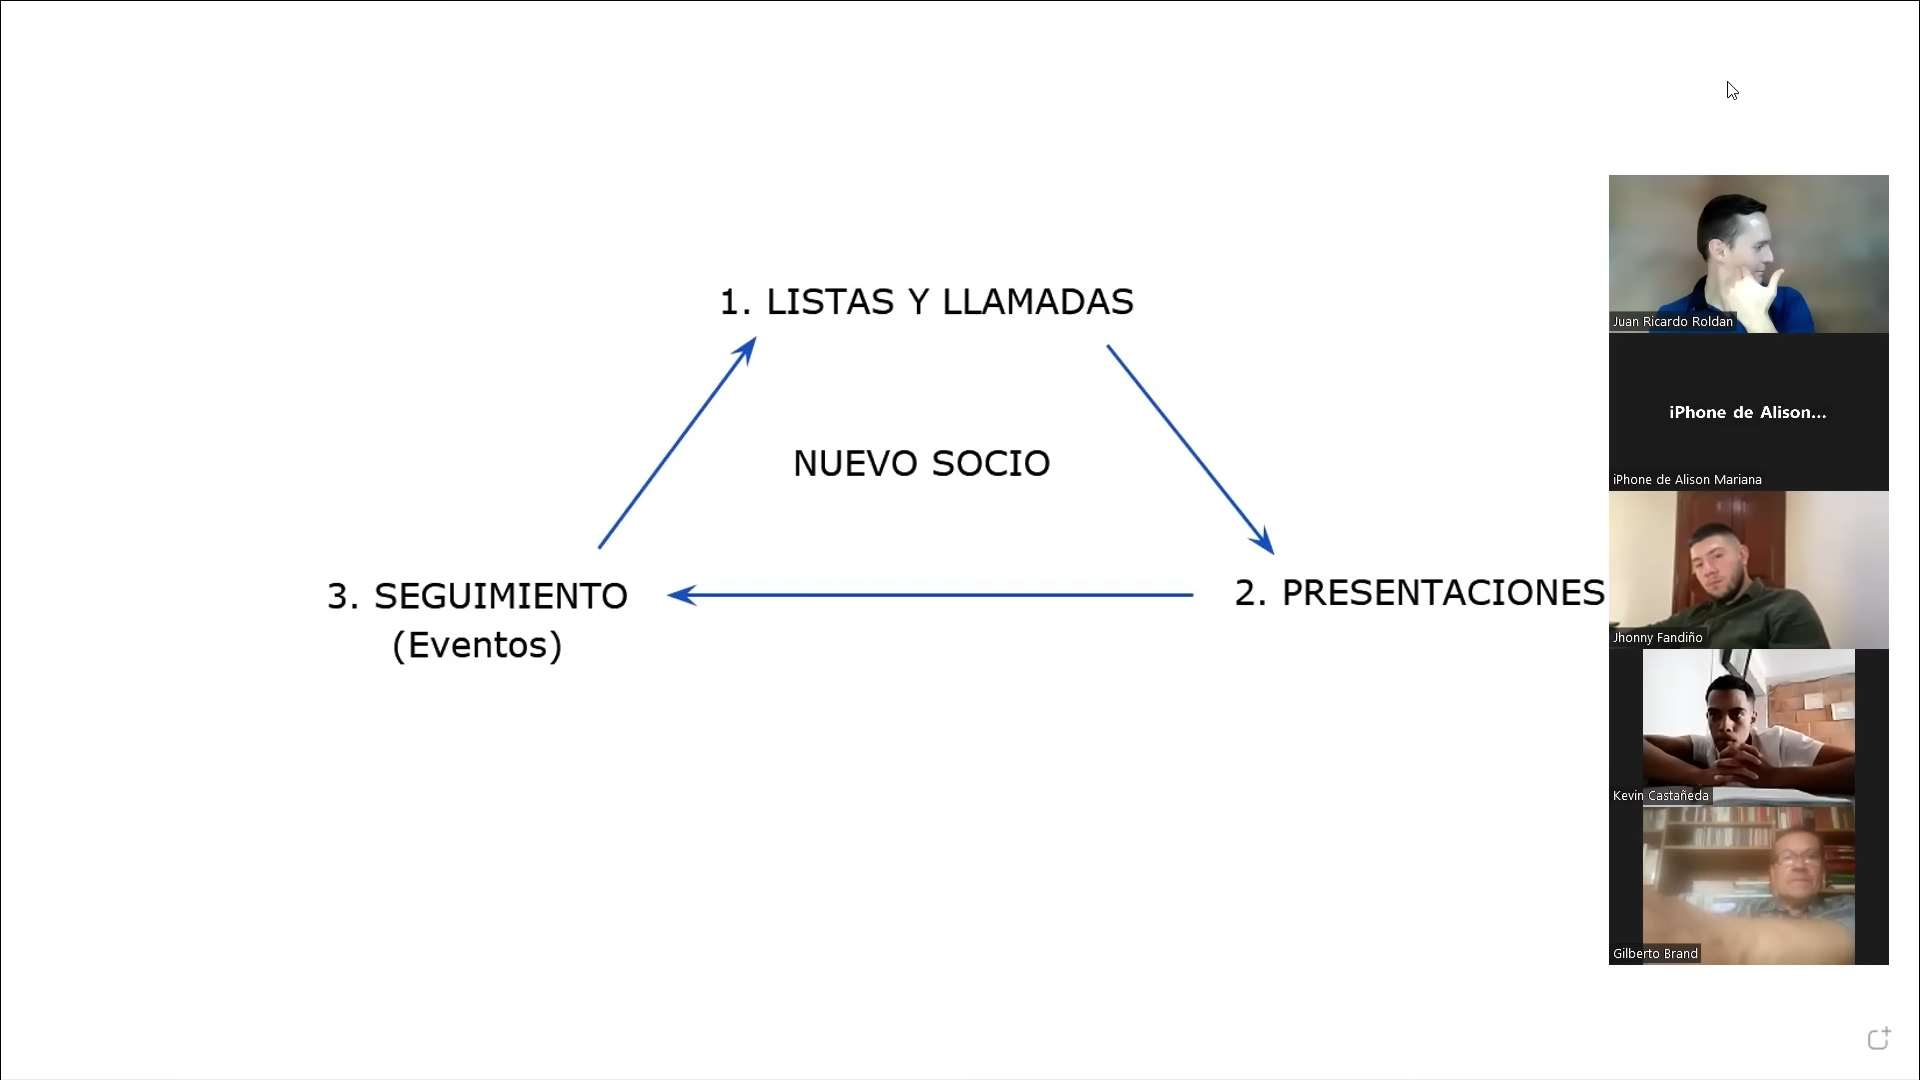 1. LISTAS Y LLAMADAS
NUEVO SOCIO
3. SEGUIMIENTO
(Eventos)
2. PRESENTACIONES
Juan Ricardo Roldan
iPhone de Alison...
iPhone de Alison Mariana
Jhonny Fandiño
Kevin Castañeda
Gilberto Brand